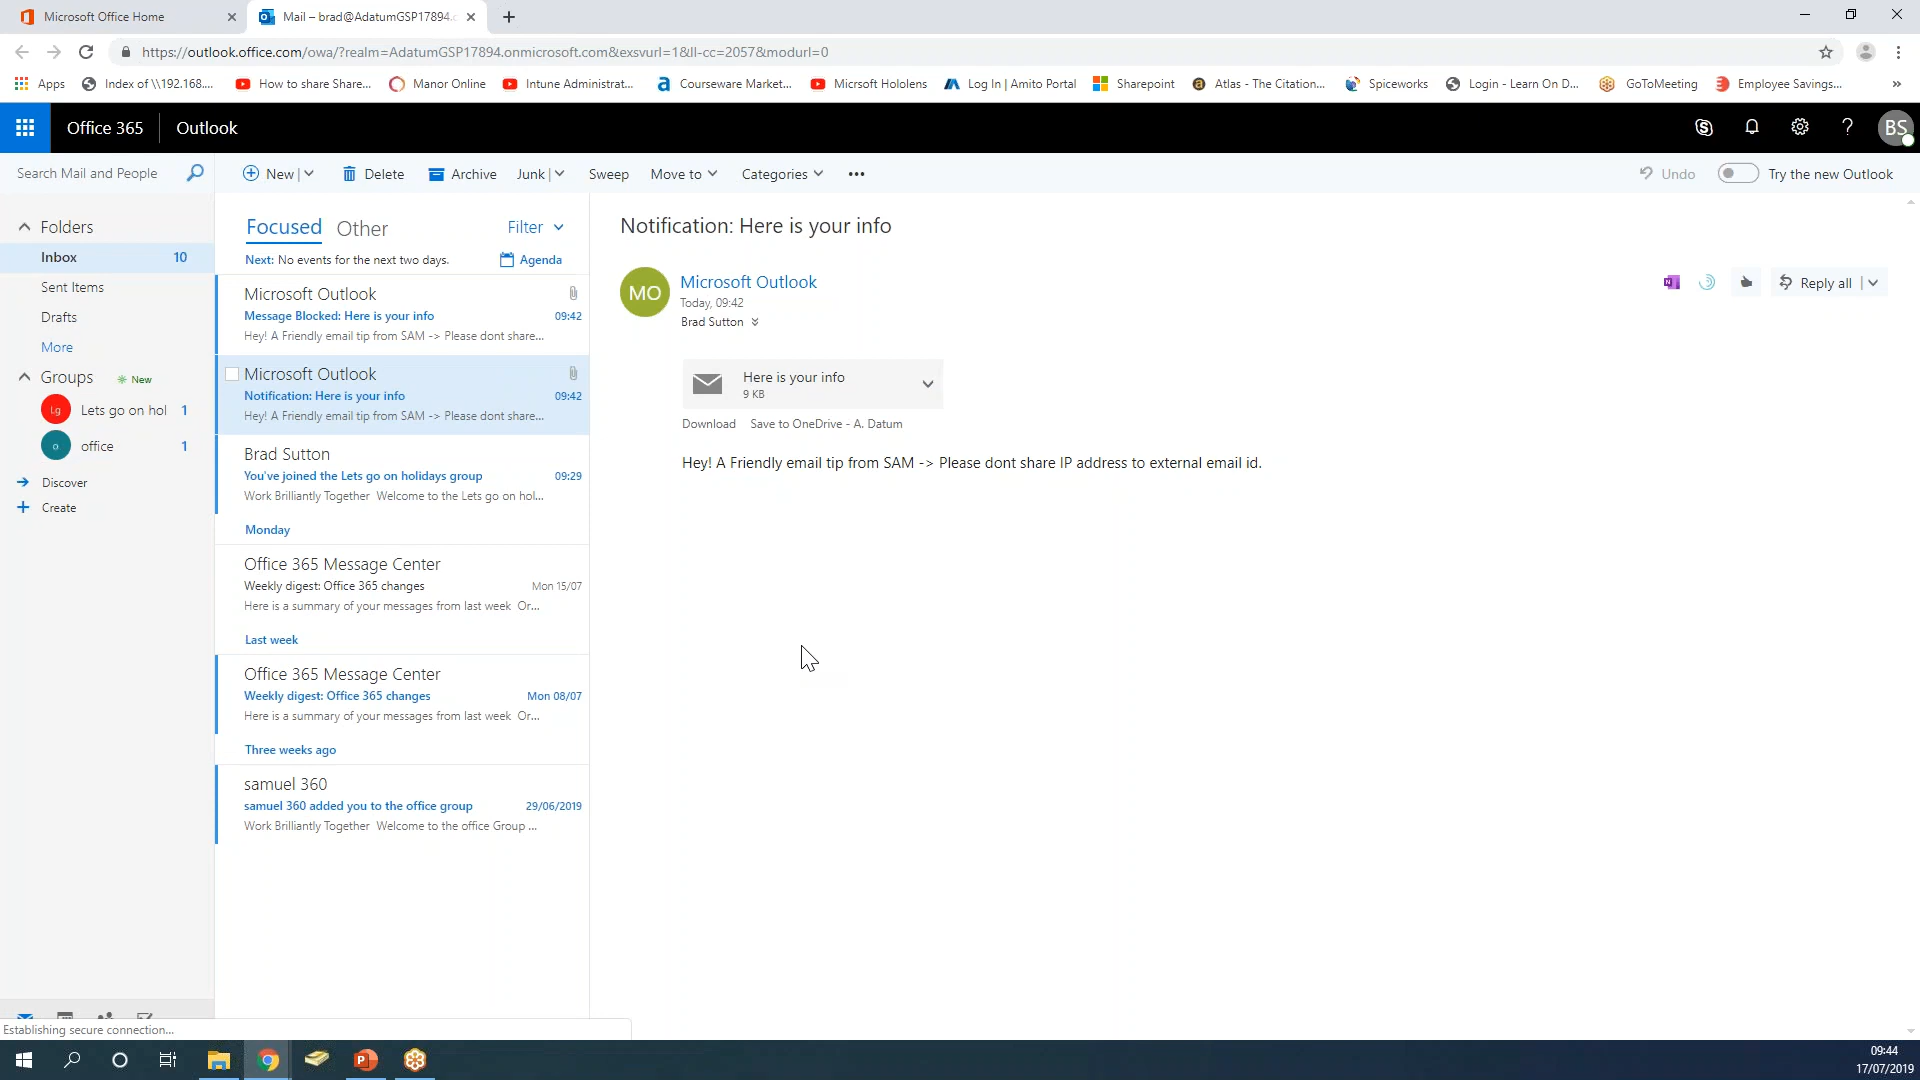 Microsoft Office Home
Mail – brad@AdatumGSP17894.c
https://outlook.office.com/owa/?realm=AdatumGSP17894.onmicrosoft.com&exsvurl=1&ll-cc=2057&modurl=0
Apps Index of \\192.168.... How to share Share... Manor Online Intune Administrat... Courseware Market... Micrsoft Hololens Log In | Amito Portal Sharepoint Atlas - The Citation... Spiceworks Login - Learn On D... GoToMeeting Employee Savings... »
Office 365 Outlook BS
Search Mail and People New Delete Archive Junk Sweep Move to Categories ••• Undo Try the new Outlook
Folders
Inbox 10
Sent Items
Drafts
More
Groups New
Lg Lets go on hol 1
o office 1
Discover
Create
Focused Other Filter
Next: No events for the next two days. Agenda
Microsoft Outlook
Message Blocked: Here is your info 09:42
Hey! A Friendly email tip from SAM -> Please dont share...
Microsoft Outlook
Notification: Here is your info 09:42
Hey! A Friendly email tip from SAM -> Please dont share...
Brad Sutton
You've joined the Lets go on holidays group 09:29
Work Brilliantly Together Welcome to the Lets go on hol...
Monday
Office 365 Message Center
Weekly digest: Office 365 changes Mon 15/07
Here is a summary of your messages from last week Or...
Last week
Office 365 Message Center
Weekly digest: Office 365 changes Mon 08/07
Here is a summary of your messages from last week Or...
Three weeks ago
samuel 360
samuel 360 added you to the office group 29/06/2019
Work Brilliantly Together Welcome to the office Group ...
Notification: Here is your info
MO Microsoft Outlook
Today, 09:42
Brad Sutton
Reply all
Here is your info
9 KB
Download Save to OneDrive - A. Datum
Hey! A Friendly email tip from SAM -> Please dont share IP address to external email id.
Establishing secure connection...
09:44
17/07/2019